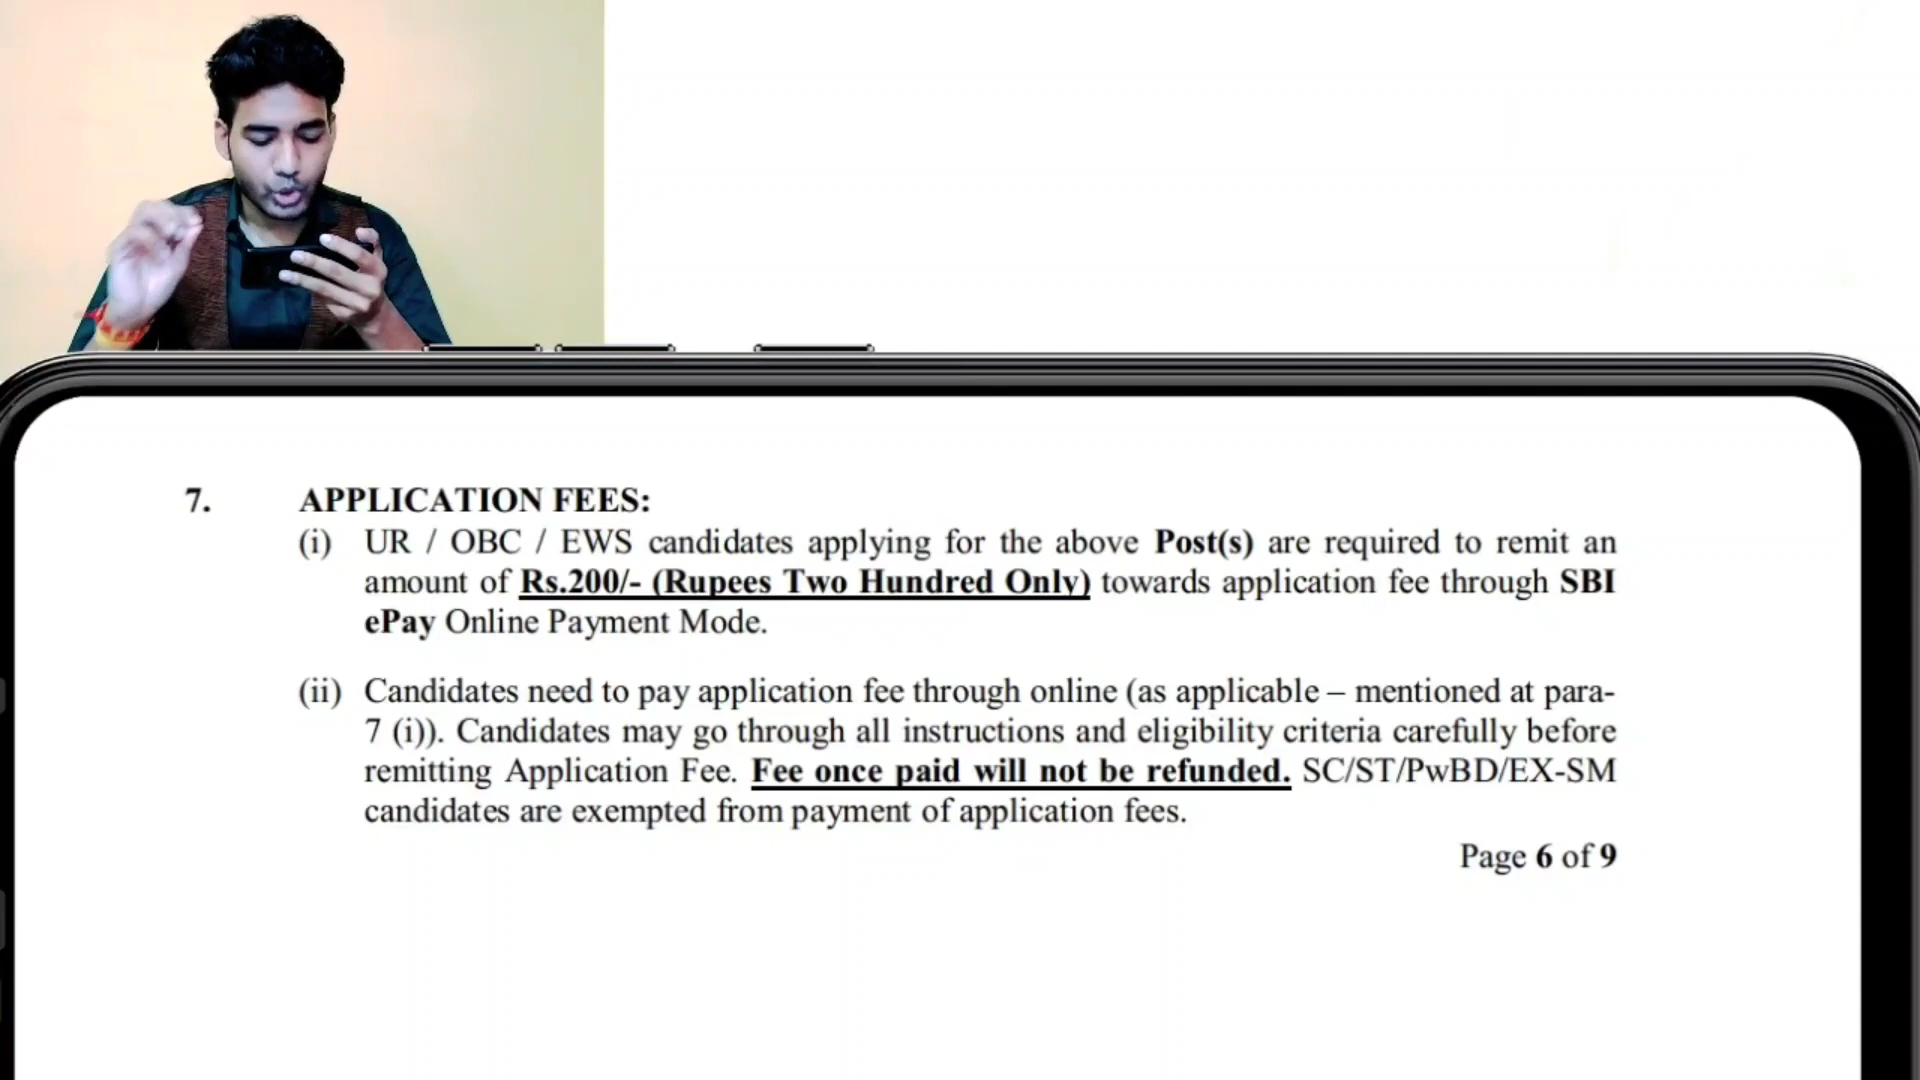 7. APPLICATION FEES:
(i) UR / OBC / EWS candidates applying for the above Post(s) are required to remit an
amount of Rs.200/- (Rupees Two Hundred Only) towards application fee through SBI
ePay Online Payment Mode.
(ii) Candidates need to pay application fee through online (as applicable – mentioned at para-
7 (i)). Candidates may go through all instructions and eligibility criteria carefully before
remitting Application Fee. Fee once paid will not be refunded. SC/ST/PwBD/EX-SM
candidates are exempted from payment of application fees.
Page 6 of 9